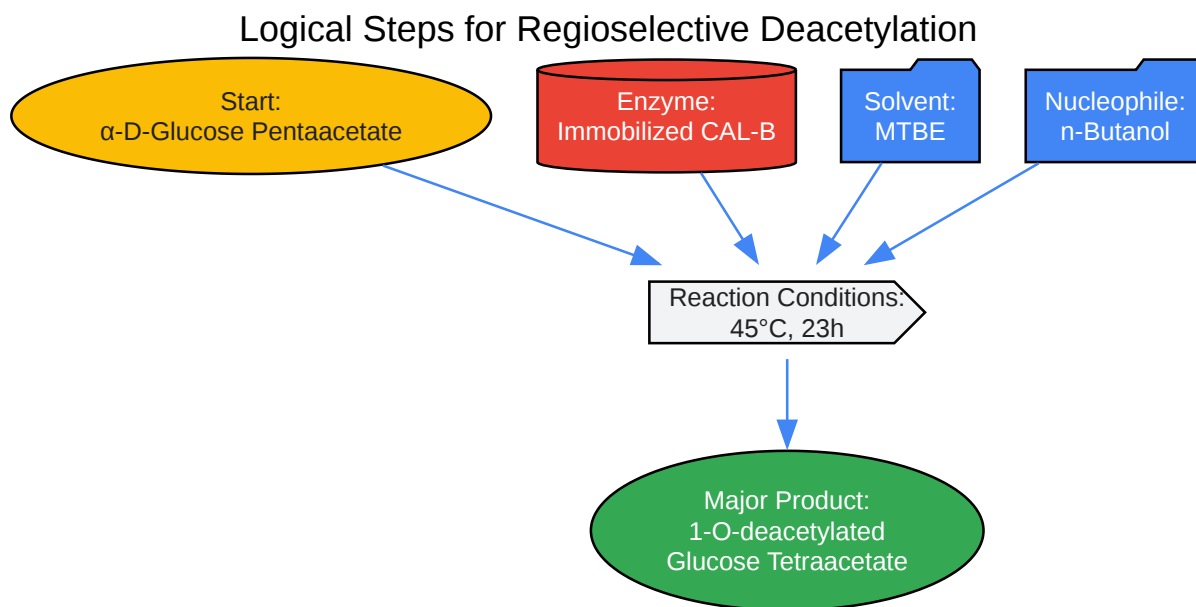 Logical Steps for Regioselective Deacetylation
Start:
α-D-Glucose Pentaacetate
Enzyme:
Immobilized CAL-B
Solvent:
MTBE
Nucleophile:
n-Butanol
Reaction Conditions:
45°C, 23h
Major Product:
1-O-deacetylated
Glucose Tetraacetate